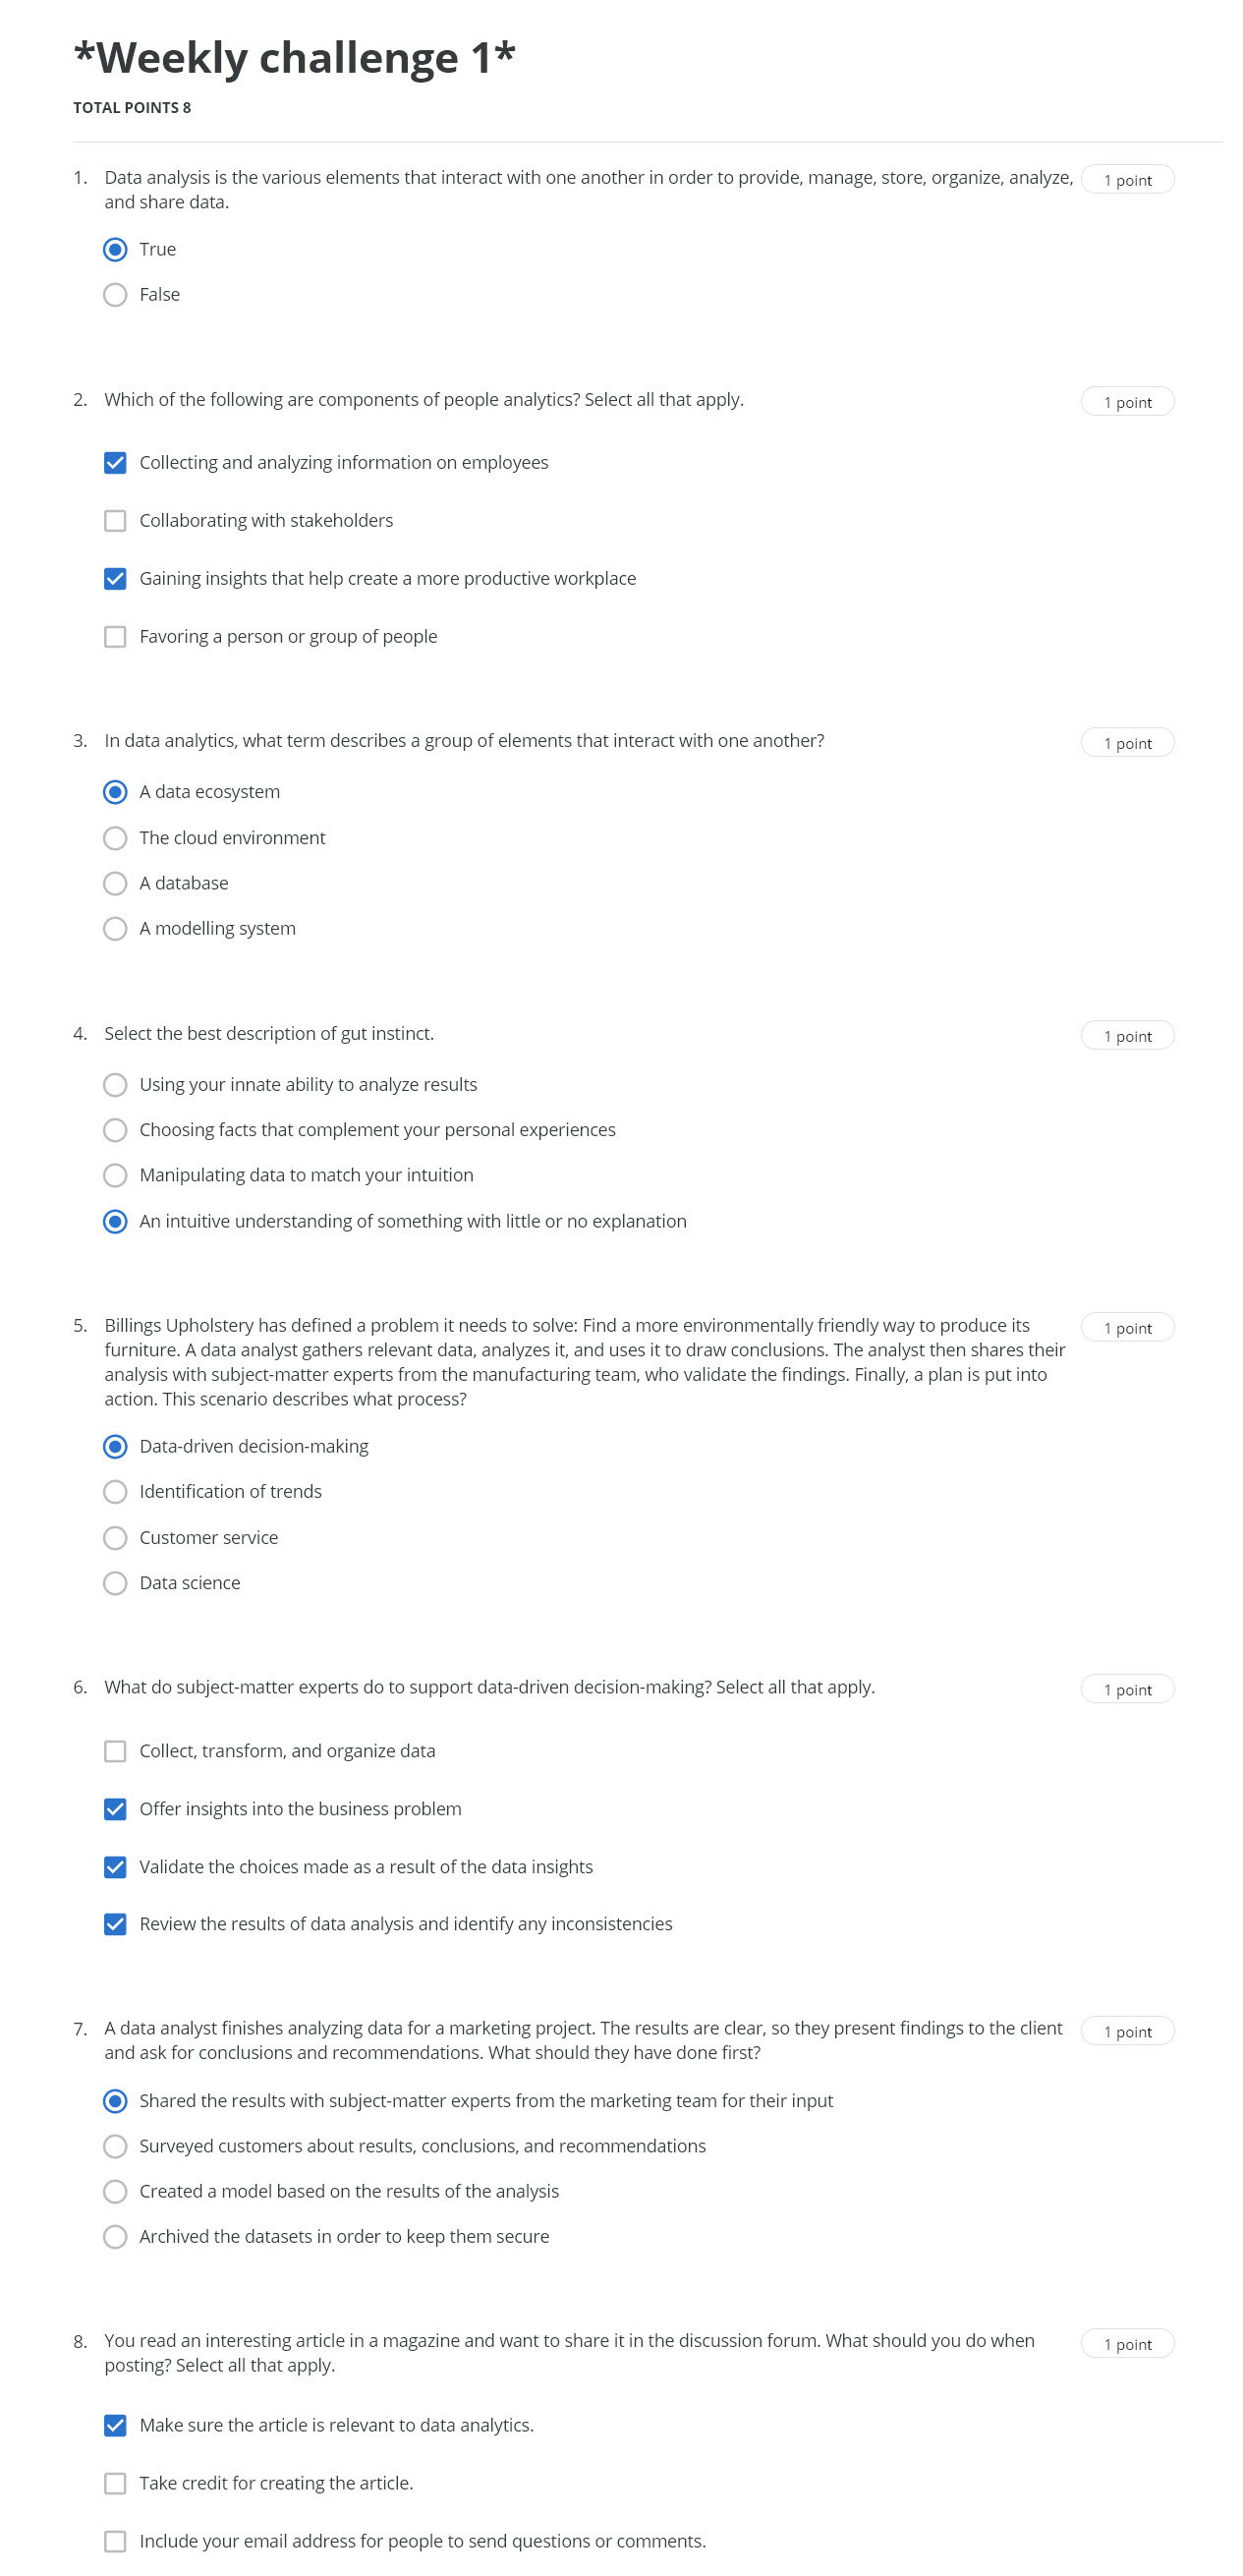 *Weekly challenge 1*
TOTAL POINTS 8
1. Data analysis is the various elements that interact with one another in order to provide, manage, store, organize, analyze, 1 point
and share data.
True
False
2. Which of the following are components of people analytics? Select all that apply. 1 point
Collecting and analyzing information on employees
Collaborating with stakeholders
Gaining insights that help create a more productive workplace
Favoring a person or group of people
3. In data analytics, what term describes a group of elements that interact with one another? 1 point
A data ecosystem
The cloud environment
A database
A modelling system
4. Select the best description of gut instinct. 1 point
Using your innate ability to analyze results
Choosing facts that complement your personal experiences
Manipulating data to match your intuition
An intuitive understanding of something with little or no explanation
5. Billings Upholstery has defined a problem it needs to solve: Find a more environmentally friendly way to produce its 1 point
furniture. A data analyst gathers relevant data, analyzes it, and uses it to draw conclusions. The analyst then shares their
analysis with subject-matter experts from the manufacturing team, who validate the findings. Finally, a plan is put into
action. This scenario describes what process?
Data-driven decision-making
Identification of trends
Customer service
Data science
6. What do subject-matter experts do to support data-driven decision-making? Select all that apply. 1 point
Collect, transform, and organize data
Offer insights into the business problem
Validate the choices made as a result of the data insights
Review the results of data analysis and identify any inconsistencies
7. A data analyst finishes analyzing data for a marketing project. The results are clear, so they present findings to the client 1 point
and ask for conclusions and recommendations. What should they have done first?
Shared the results with subject-matter experts from the marketing team for their input
Surveyed customers about results, conclusions, and recommendations
Created a model based on the results of the analysis
Archived the datasets in order to keep them secure
8. You read an interesting article in a magazine and want to share it in the discussion forum. What should you do when 1 point
posting? Select all that apply.
Make sure the article is relevant to data analytics.
Take credit for creating the article.
Include your email address for people to send questions or comments.